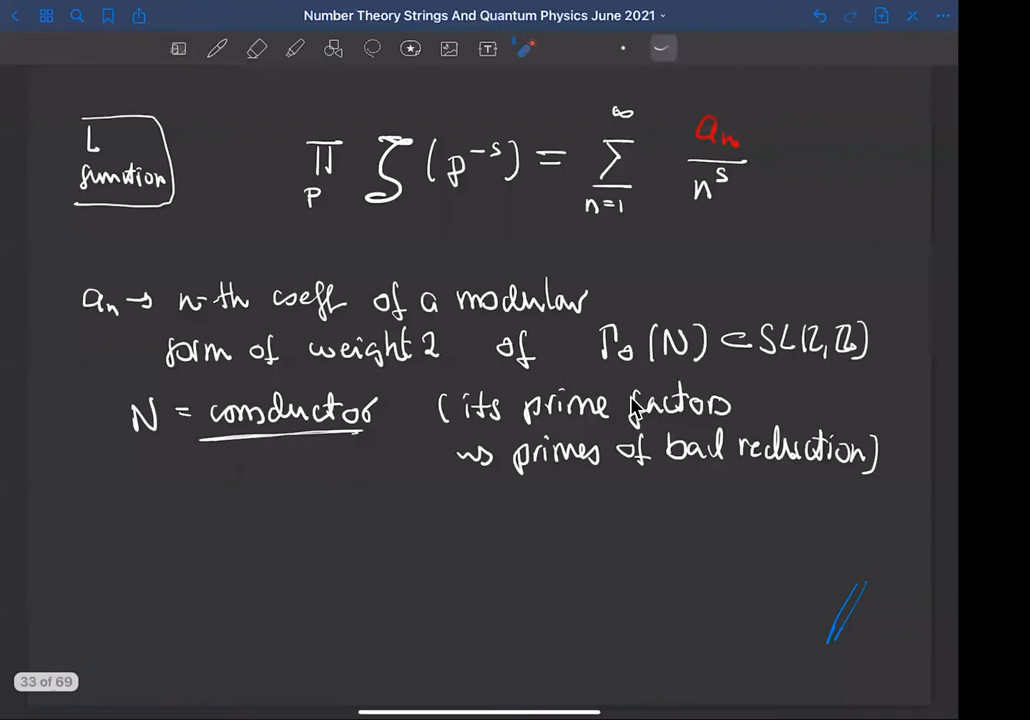 Number Theory Strings And Quantum Physics June 2021
L function
∏_p ζ(p^{-s}) = ∑_{n=1}^{∞} a_n / n^s
a_n → n-th coeff of a modular
form of weight 2 of Γ_0(N) ⊂ SL(2,ℤ)
N = conductor (its prime factors
⇝ primes of bad reduction)
33 of 69